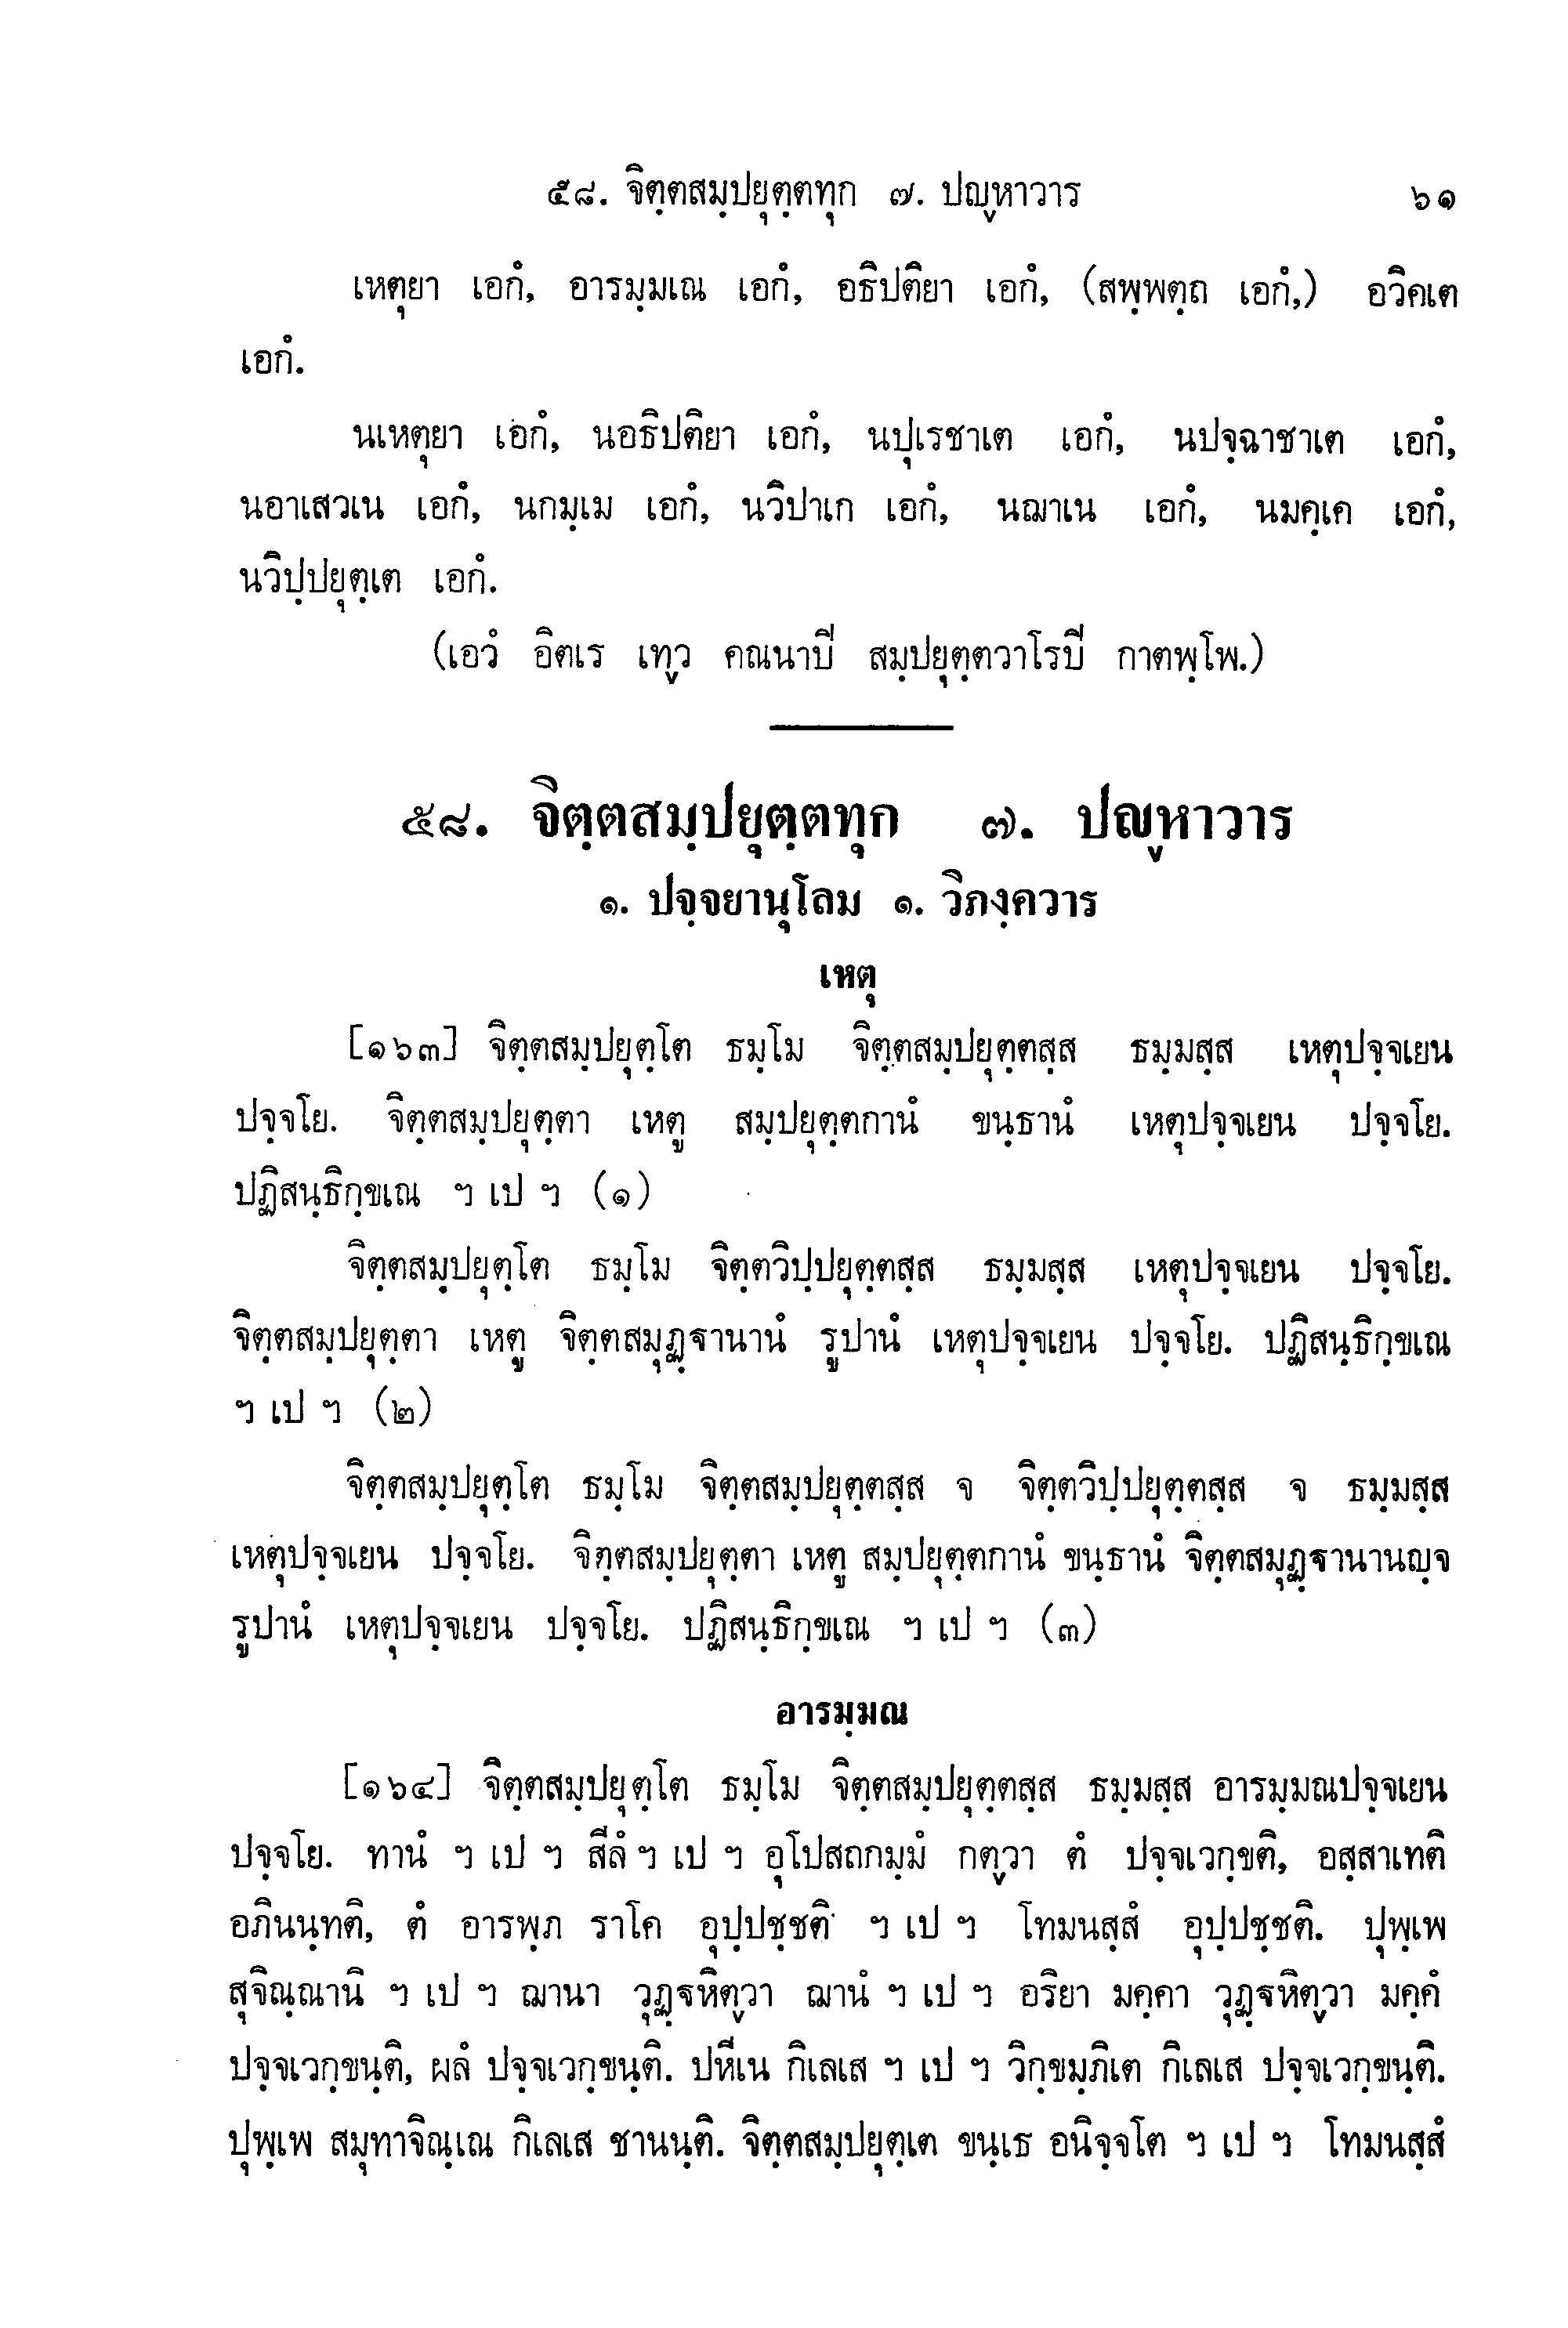 ๕๘. จิตฺตสมฺปยุตฺตทุก ๗. ปญฺหาวาร ๖๑
เหตุยา เอกํ, อารมฺมเณ เอกํ, อธิปติยา เอกํ, (สพฺพตฺถ เอกํ,) อวิคเต
เอกํ.
นเหตุยา เอกํ, นอธิปติยา เอกํ, นปุเรชาเต เอกํ, นปจฺฉาชาเต เอกํ,
นอาเสวเน เอกํ, นกมฺเม เอกํ, นวิปาเก เอกํ, นฌาเน เอกํ, นมคฺเค เอกํ,
นวิปฺปยุตฺเต เอกํ.
(เอวํ อิตเร เทฺว คณนาปิ สมฺปยุตฺตวาโรปิ กาตพฺโพ.)
๕๘. จิตฺตสมฺปยุตฺตทุก ๗. ปญฺหาวาร
๑. ปจฺจยานุโลม ๑. วิภงฺควาร
เหตุ
[๑๖๓] จิตฺตสมฺปยุตฺโต ธมฺโม จิตฺตสมฺปยุตฺตสฺส ธมฺมสฺส เหตุปจฺจเยน
ปจฺจโย. จิตฺตสมฺปยุตฺตา เหตู สมฺปยุตฺตกานํ ขนฺธานํ เหตุปจฺจเยน ปจฺจโย.
ปฏิสนฺธิกฺขเณ ฯ เป ฯ (๑)
จิตฺตสมฺปยุตฺโต ธมฺโม จิตฺตวิปฺปยุตฺตสฺส ธมฺมสฺส เหตุปจฺจเยน ปจฺจโย.
จิตฺตสมฺปยุตฺตา เหตู จิตฺตสมุฏฺฐานานํ รูปานํ เหตุปจฺจเยน ปจฺจโย. ปฏิสนฺธิกฺขเณ
ฯ เป ฯ (๒)
จิตฺตสมฺปยุตฺโต ธมฺโม จิตฺตสมฺปยุตฺตสฺส จ จิตฺตวิปฺปยุตฺตสฺส จ ธมฺมสฺส
เหตุปจฺจเยน ปจฺจโย. จิตฺตสมฺปยุตฺตา เหตู สมฺปยุตฺตกานํ ขนฺธานํ จิตฺตสมุฏฺฐานานญฺจ
รูปานํ เหตุปจฺจเยน ปจฺจโย. ปฏิสนฺธิกฺขเณ ฯ เป ฯ (๓)
อารมฺมณ
[๑๖๔] จิตฺตสมฺปยุตฺโต ธมฺโม จิตฺตสมฺปยุตฺตสฺส ธมฺมสฺส อารมฺมณปจฺจเยน
ปจฺจโย. ทานํ ฯ เป ฯ สีลํ ฯ เป ฯ อุโปสถกมฺมํ กตฺวา ตํ ปจฺจเวกฺขติ, อสฺสาเทติ
อภินนฺทติ, ตํ อารพฺภ ราโค อุปฺปชฺชติ ฯ เป ฯ โทมนสฺสํ อุปฺปชฺชติ. ปุพฺเพ
สุจิณฺณานิ ฯ เป ฯ ฌานา วุฏฺฐหิตฺวา ฌานํ ฯ เป ฯ อริยา มคฺคา วุฏฺฐหิตฺวา มคฺคํ
ปจฺจเวกฺขนฺติ, ผลํ ปจฺจเวกฺขนฺติ. ปหีเน กิเลเส ฯ เป ฯ วิกฺขมฺภิเต กิเลเส ปจฺจเวกฺขนฺติ.
ปุพฺเพ สมุทาจิณฺเณ กิเลเส ชานนฺติ. จิตฺตสมฺปยุตฺเต ขนฺเธ อนิจฺจโต ฯ เป ฯ โทมนสฺสํ